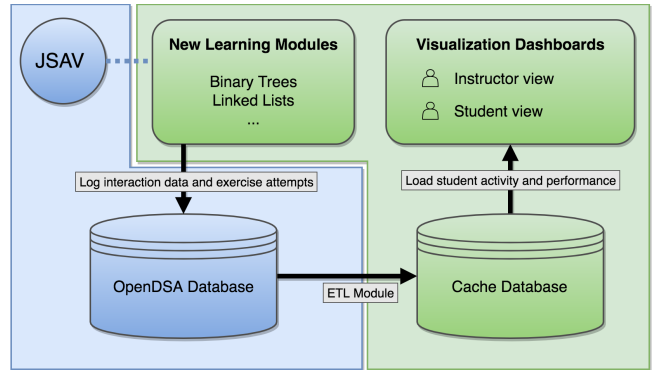 JSAV
New Learning Modules
Binary Trees
Linked Lists
...
Visualization Dashboards
Instructor view
Student view
Log interaction data and exercise attempts
Load student activity and performance
OpenDSA Database
ETL Module
Cache Database